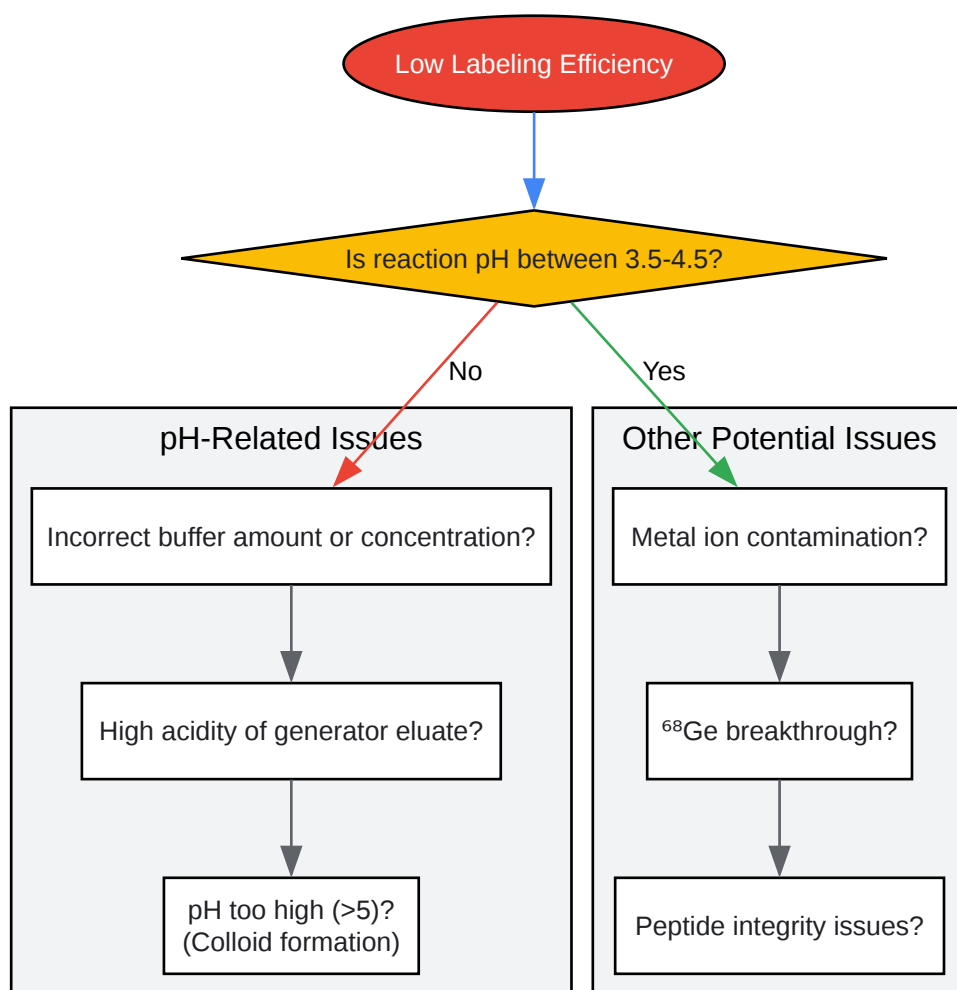 Low Labeling Efficiency
Is reaction pH between 3.5-4.5?
No
Yes
pH-Related Issues
Incorrect buffer amount or concentration?
High acidity of generator eluate?
pH too high (>5)?
(Colloid formation)
Other Potential Issues
Metal ion contamination?
⁶⁸Ge breakthrough?
Peptide integrity issues?